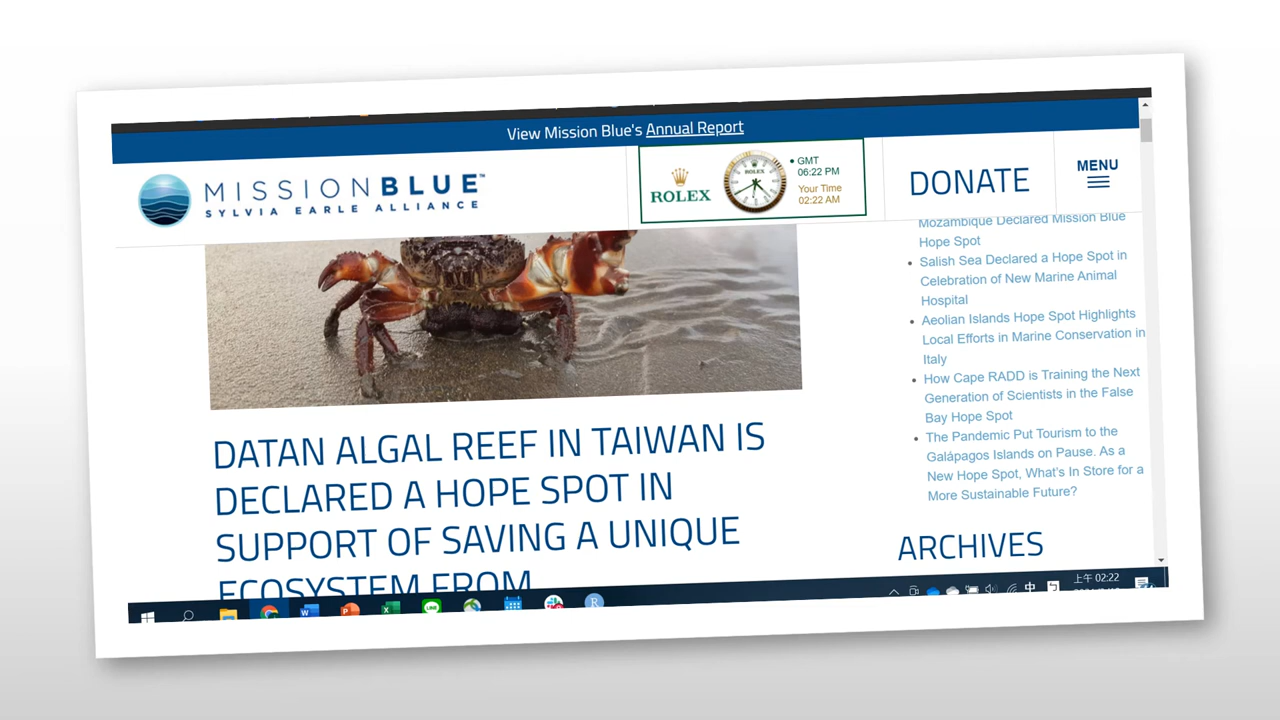 View Mission Blue's Annual Report
MISSIONBLUE™
SYLVIA EARLE ALLIANCE
ROLEX
ROLEX
GMT
06:22 PM
Your Time
02:22 AM
DONATE
MENU
Mozambique Declared Mission Blue
Hope Spot
Salish Sea Declared a Hope Spot in
Celebration of New Marine Animal
Hospital
Aeolian Islands Hope Spot Highlights
Local Efforts in Marine Conservation in
Italy
How Cape RADD is Training the Next
Generation of Scientists in the False
Bay Hope Spot
The Pandemic Put Tourism to the
Galápagos Islands on Pause. As a
New Hope Spot, What's In Store for a
More Sustainable Future?
ARCHIVES
DATAN ALGAL REEF IN TAIWAN IS
DECLARED A HOPE SPOT IN
SUPPORT OF SAVING A UNIQUE
ECOSYSTEM FROM
中
上午 02:22